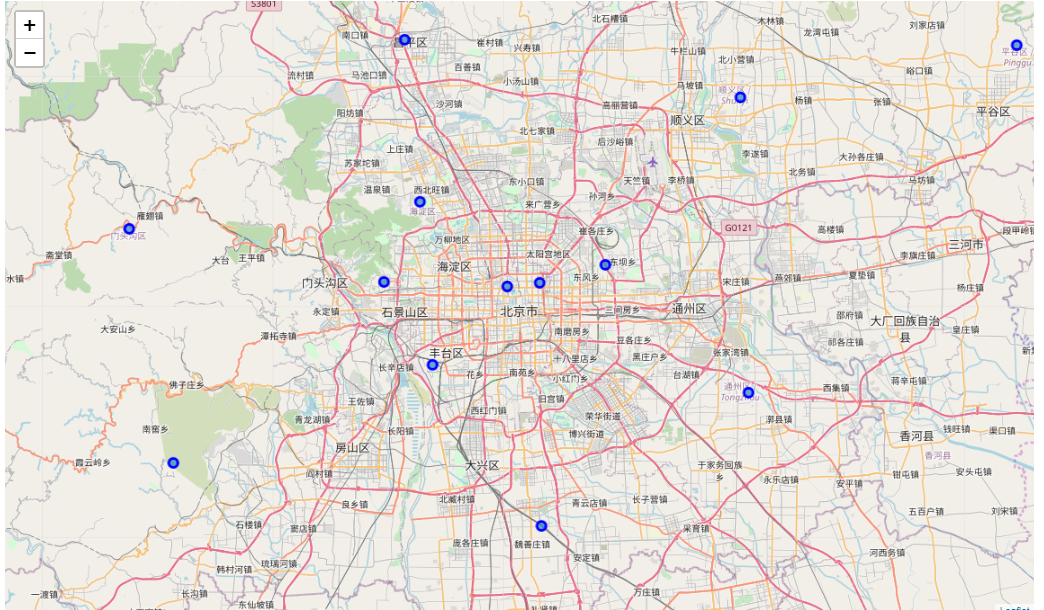 S3801
+
−
南口镇
崔村镇
兴寿镇
北石槽镇
木林镇
龙湾屯镇
刘家店镇
牛栏山镇
北小营镇
平谷区
Pinggu
流村镇
马池口镇
百善镇
小汤山镇
马坡镇
峪口镇
阳坊镇
沙河镇
高丽营镇
顺义区
杨镇
张镇
平谷区
顺义区
北七家镇
后沙峪镇
上庄镇
苏家坨镇
李遂镇
大孙各庄镇
北务镇
马坊镇
温泉镇
西北旺镇
东小口镇
天竺镇
李桥镇
孙河乡
来广营乡
海淀区
雁翅镇
门头沟区
崔各庄乡
G0121
高楼镇
段甲岭镇
万柳地区
太阳宫地区
三河市
斋堂镇
大台
王平镇
东坝乡
李旗庄镇
海淀区
水镇
东风乡
燕郊镇
夏垫镇
门头沟区
宋庄镇
杨庄镇
永定镇
石景山区
北京市
三间房乡
通州区
邵府镇
大厂回族自治
县
皇庄镇
大安山乡
潭拓寺镇
南磨房乡
豆各庄乡
祁各庄镇
丰台区
十八里店乡
黑庄户乡
张家湾镇
长辛店镇
花乡
南苑乡
小红门乡
台湖镇
蒋辛屯镇
佛子庄乡
通州区
西集镇
王佐镇
旧宫镇
西红门镇
荣华街道
漷县镇
青龙湖镇
南窖乡
长阳镇
博兴街道
香河县
钱旺镇
渠口镇
房山区
香河县
霞云岭乡
大兴区
于家务回族
乡
阎村镇
永乐店镇
安平镇
钳屯镇
安头屯镇
良乡镇
北臧村镇
青云店镇
长子营镇
五百户镇
刘宋镇
石楼镇
窦店镇
采育镇
庞各庄镇
魏善庄镇
安定镇
河西务镇
韩村河镇
琉璃河镇
一渡镇
长沟镇
万庄镇
东仙坡镇